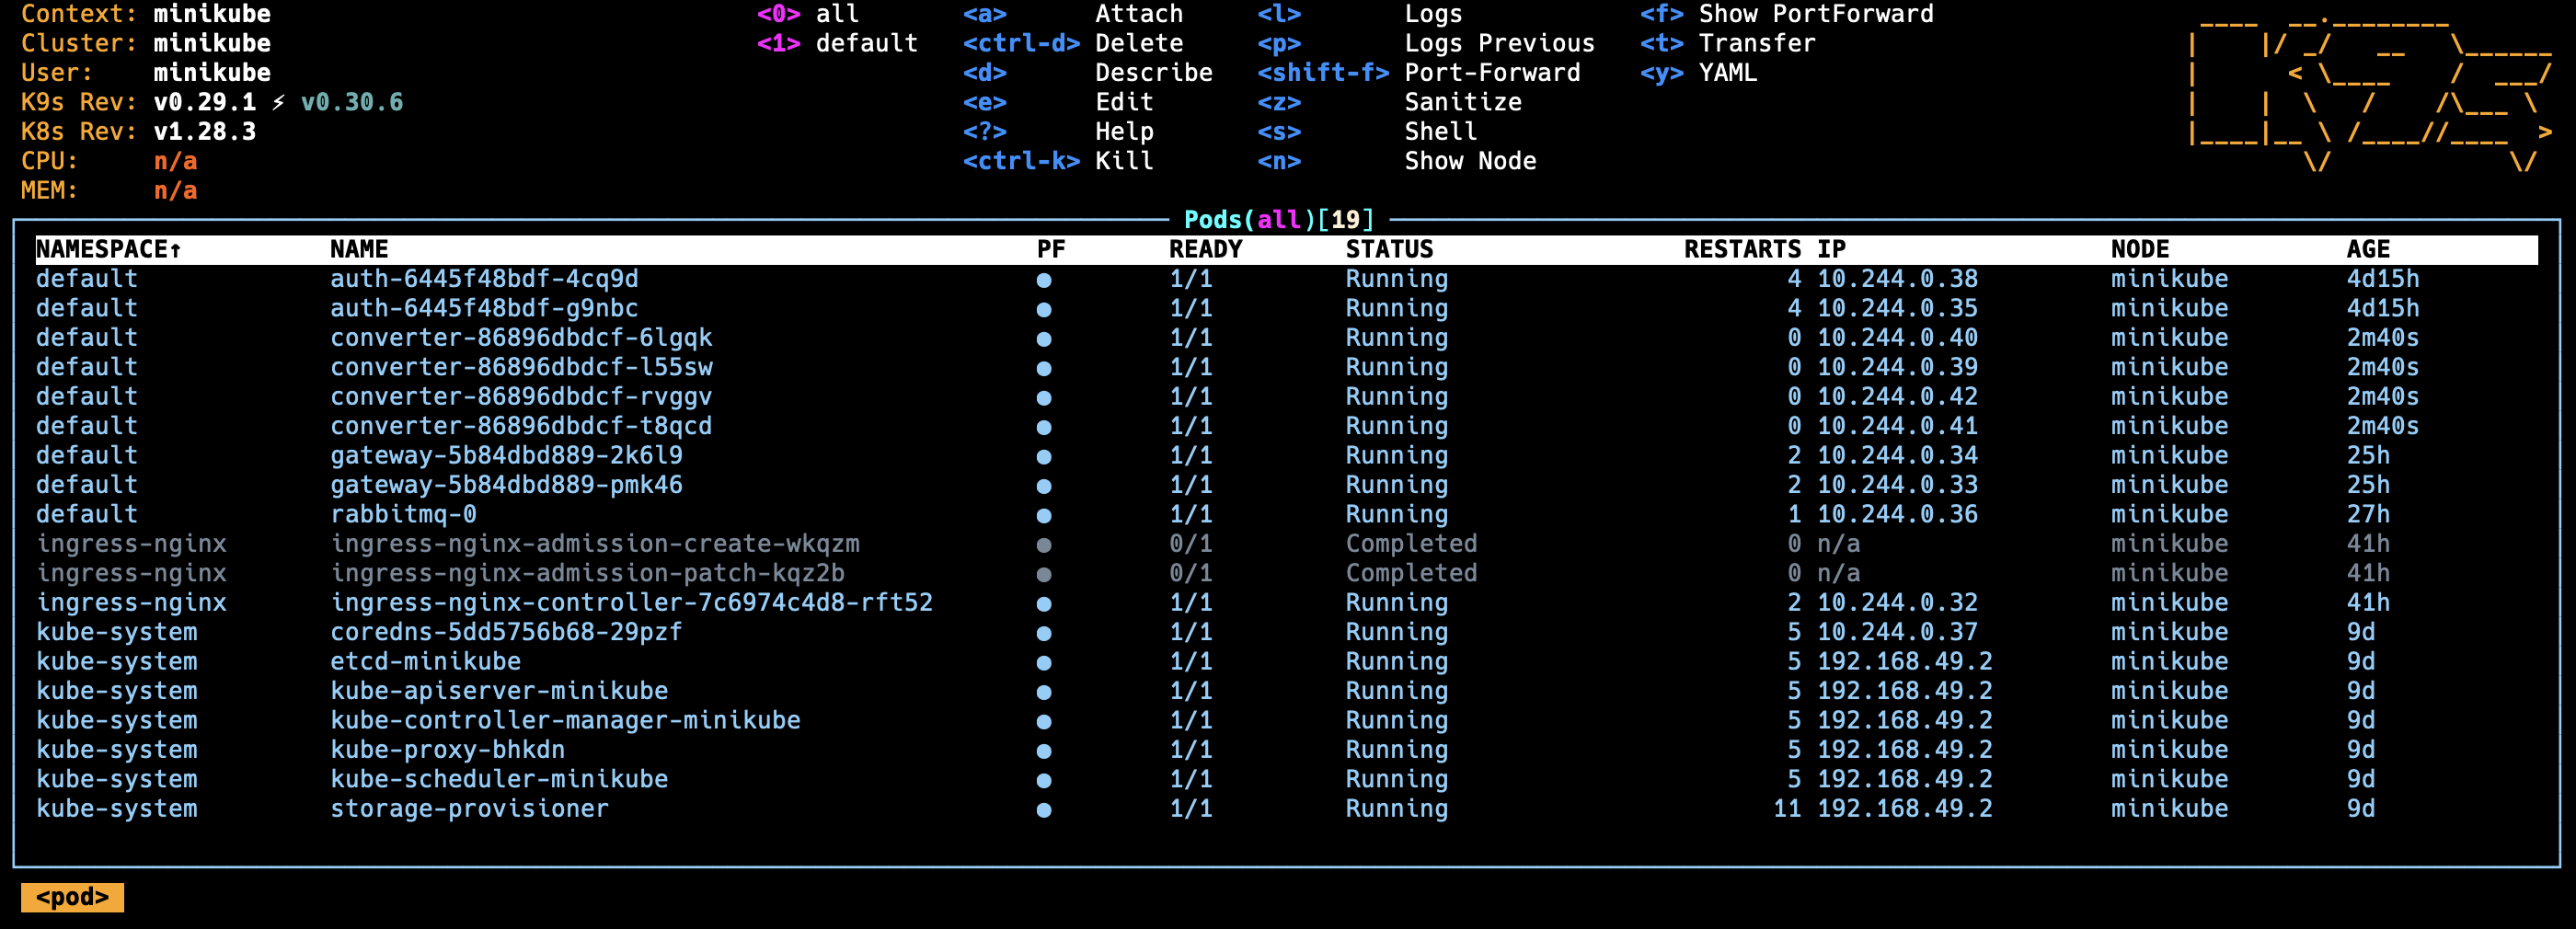 Context: minikube <0> all <a> Attach <l> Logs <f> Show PortForward
Cluster: minikube <1> default <ctrl-d> Delete <p> Logs Previous <t> Transfer
User: minikube <d> Describe <shift-f> Port-Forward <y> YAML
K9s Rev: v0.29.1 ⚡ v0.30.6 <e> Edit <z> Sanitize
K8s Rev: v1.28.3 <?> Help <s> Shell
CPU: n/a <ctrl-k> Kill <n> Show Node
MEM: n/a
Pods(all)[19]
NAMESPACE↑ NAME PF READY STATUS RESTARTS IP NODE AGE
default auth-6445f48bdf-4cq9d ● 1/1 Running 4 10.244.0.38 minikube 4d15h
default auth-6445f48bdf-g9nbc ● 1/1 Running 4 10.244.0.35 minikube 4d15h
default converter-86896dbdcf-6lgqk ● 1/1 Running 0 10.244.0.40 minikube 2m40s
default converter-86896dbdcf-l55sw ● 1/1 Running 0 10.244.0.39 minikube 2m40s
default converter-86896dbdcf-rvggv ● 1/1 Running 0 10.244.0.42 minikube 2m40s
default converter-86896dbdcf-t8qcd ● 1/1 Running 0 10.244.0.41 minikube 2m40s
default gateway-5b84dbd889-2k6l9 ● 1/1 Running 2 10.244.0.34 minikube 25h
default gateway-5b84dbd889-pmk46 ● 1/1 Running 2 10.244.0.33 minikube 25h
default rabbitmq-0 ● 1/1 Running 1 10.244.0.36 minikube 27h
ingress-nginx ingress-nginx-admission-create-wkqzm ● 0/1 Completed 0 n/a minikube 41h
ingress-nginx ingress-nginx-admission-patch-kqz2b ● 0/1 Completed 0 n/a minikube 41h
ingress-nginx ingress-nginx-controller-7c6974c4d8-rft52 ● 1/1 Running 2 10.244.0.32 minikube 41h
kube-system coredns-5dd5756b68-29pzf ● 1/1 Running 5 10.244.0.37 minikube 9d
kube-system etcd-minikube ● 1/1 Running 5 192.168.49.2 minikube 9d
kube-system kube-apiserver-minikube ● 1/1 Running 5 192.168.49.2 minikube 9d
kube-system kube-controller-manager-minikube ● 1/1 Running 5 192.168.49.2 minikube 9d
kube-system kube-proxy-bhkdn ● 1/1 Running 5 192.168.49.2 minikube 9d
kube-system kube-scheduler-minikube ● 1/1 Running 5 192.168.49.2 minikube 9d
kube-system storage-provisioner ● 1/1 Running 11 192.168.49.2 minikube 9d
<pod>